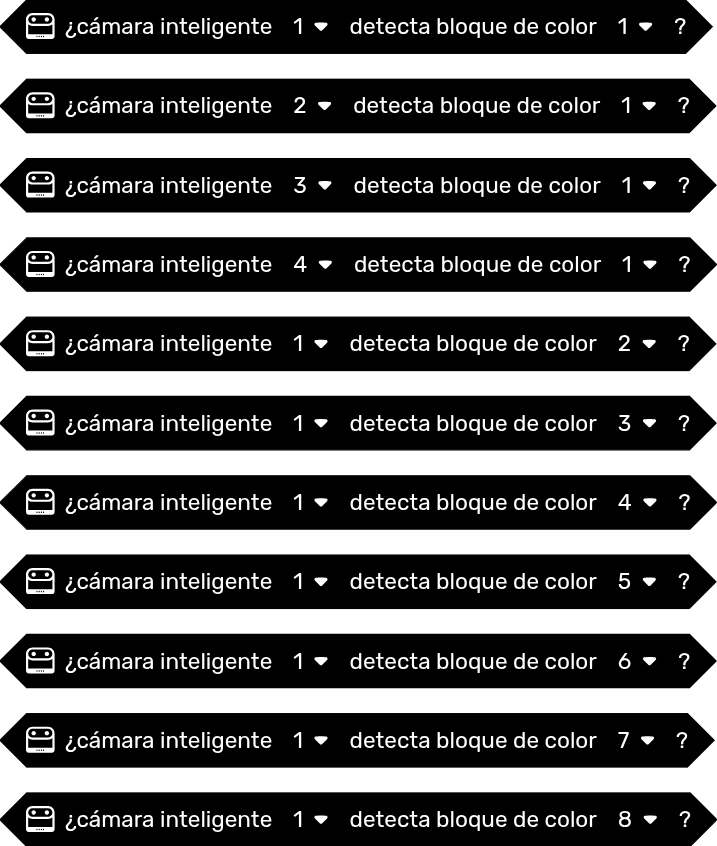 ¿cámara inteligente 1 detecta bloque de color 1 ?
¿cámara inteligente 2 detecta bloque de color 1 ?
¿cámara inteligente 3 detecta bloque de color 1 ?
¿cámara inteligente 4 detecta bloque de color 1 ?
¿cámara inteligente 1 detecta bloque de color 2 ?
¿cámara inteligente 1 detecta bloque de color 3 ?
¿cámara inteligente 1 detecta bloque de color 4 ?
¿cámara inteligente 1 detecta bloque de color 5 ?
¿cámara inteligente 1 detecta bloque de color 6 ?
¿cámara inteligente 1 detecta bloque de color 7 ?
¿cámara inteligente 1 detecta bloque de color 8 ?